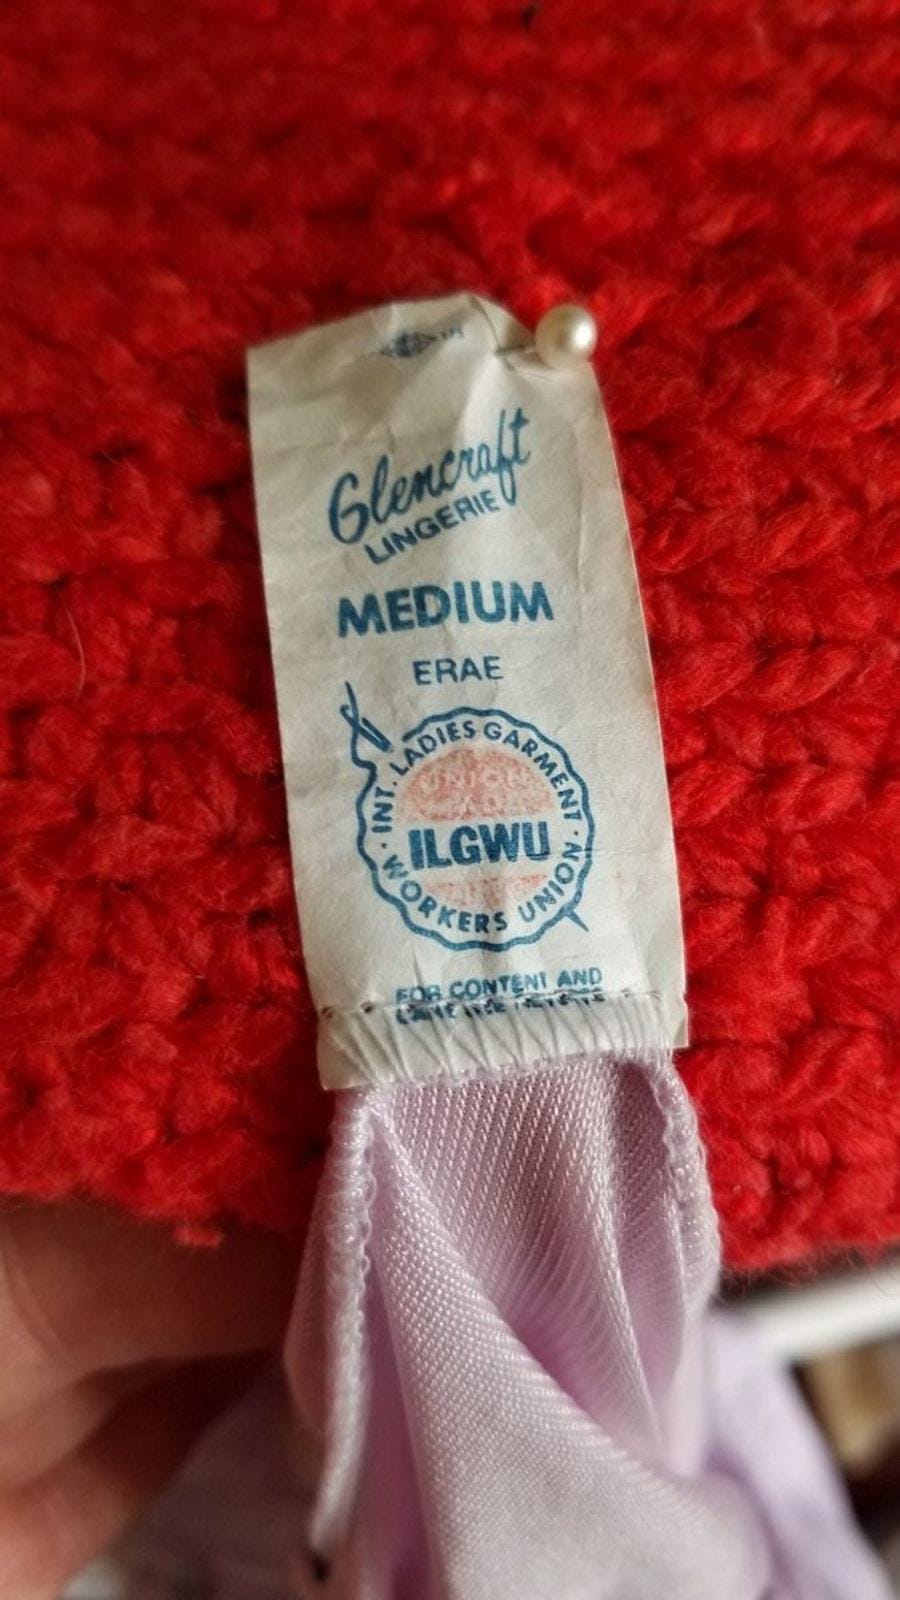 Glencraft
LINGERIE
MEDIUM
ERAE
INT. LADIES GARMENT
WORKERS UNION
ILGWU
FOR CONTENT AND